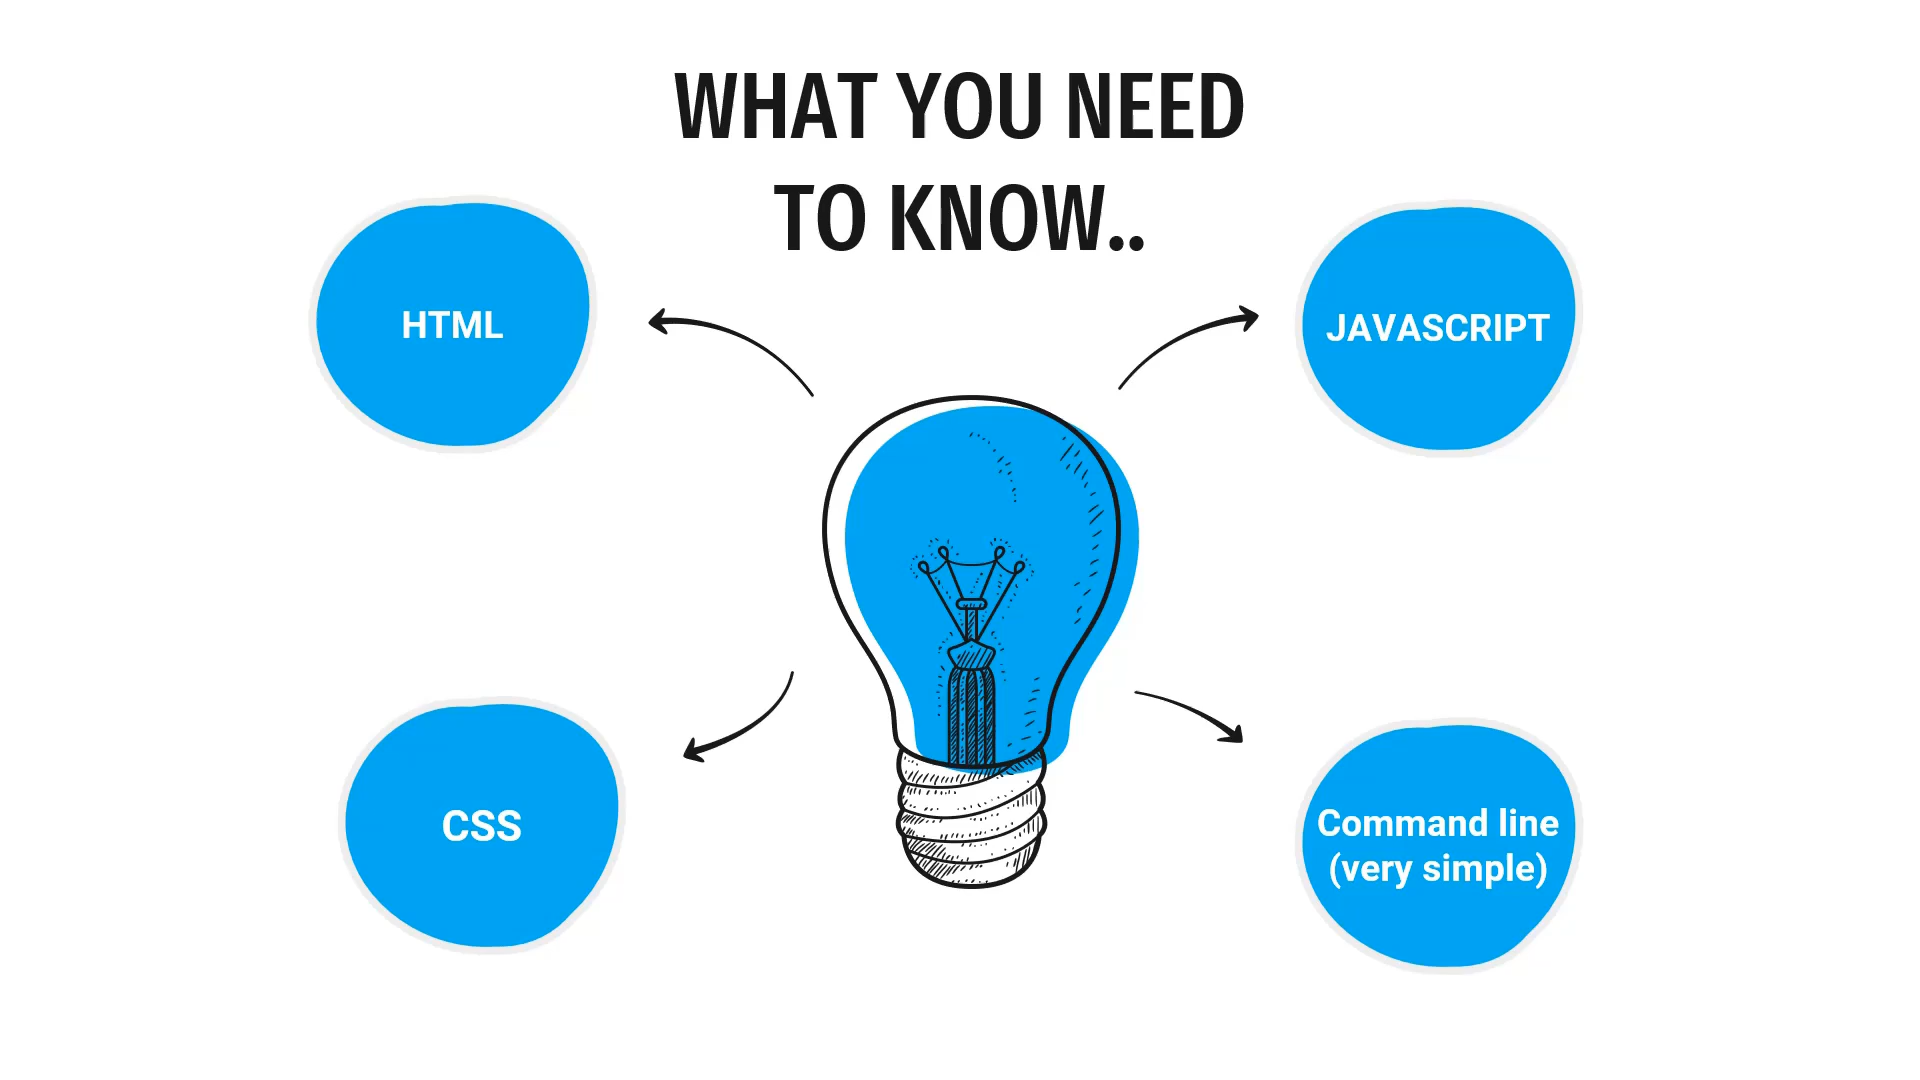 WHAT YOU NEED
TO KNOW..
HTML
JAVASCRIPT
CSS
Command line
(very simple)